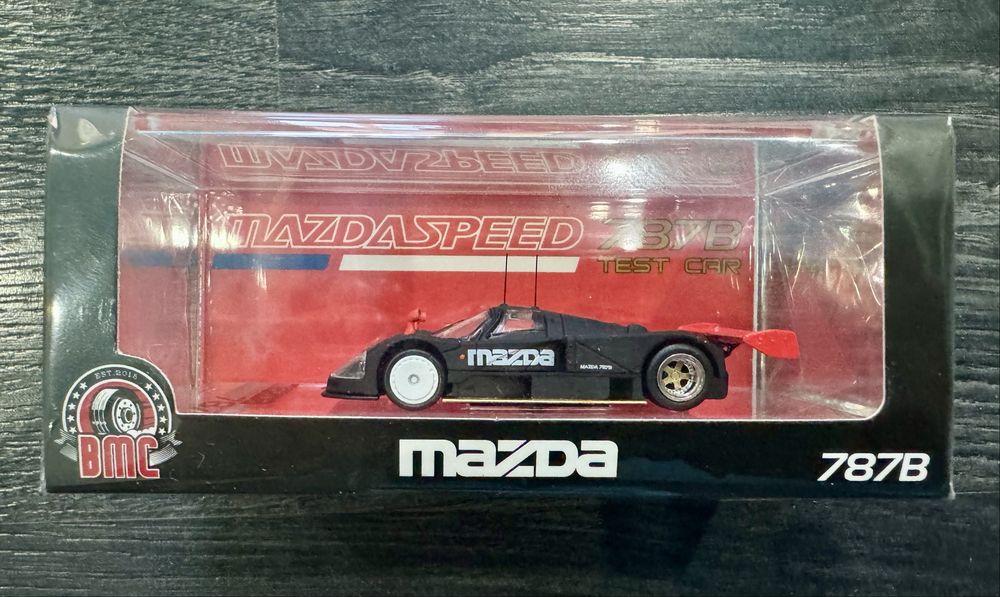 MAZDASPEED
MAZDASPEED
787B
TEST CAR
mazda
MAZDA 787B
EST.2015
BMC
mazda
787B